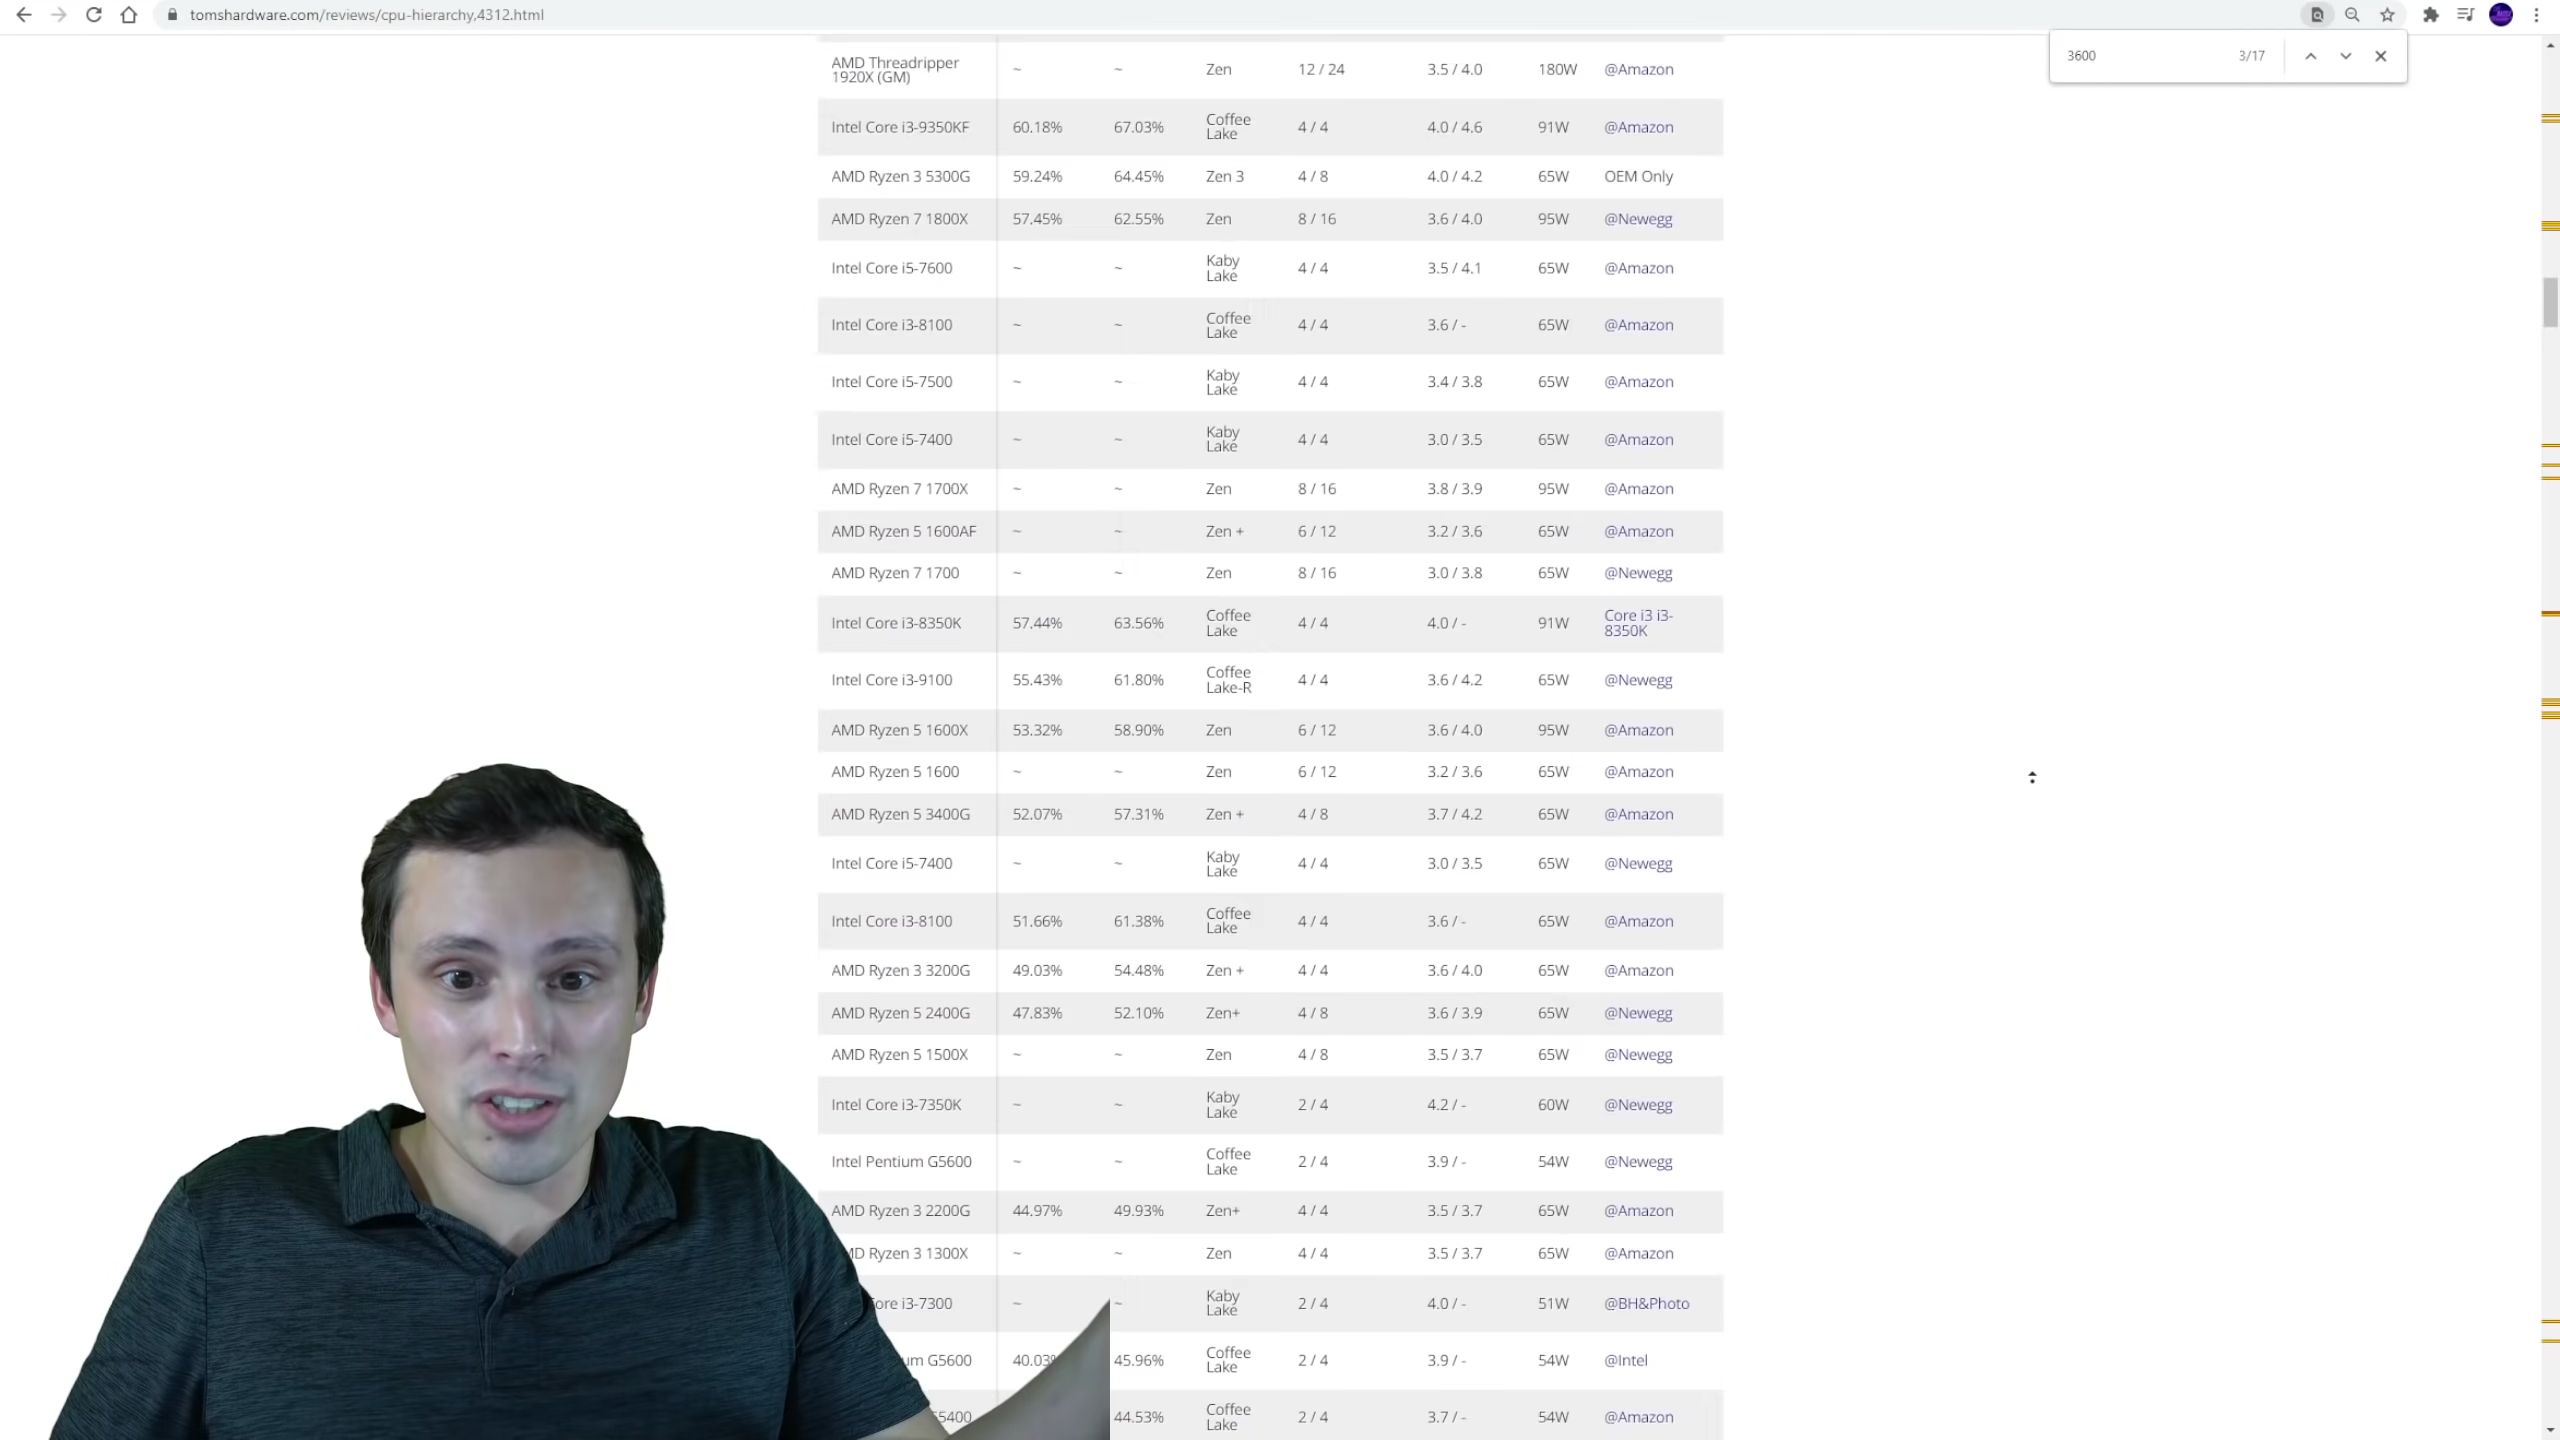 tomshardware.com/reviews/cpu-hierarchy,4312.html
3600 3/17
AMD Threadripper 1920X (GM) ~ ~ Zen 12 / 24 3.5 / 4.0 180W @Amazon
Intel Core i3-9350KF 60.18% 67.03% Coffee Lake 4 / 4 4.0 / 4.6 91W @Amazon
AMD Ryzen 3 5300G 59.24% 64.45% Zen 3 4 / 8 4.0 / 4.2 65W OEM Only
AMD Ryzen 7 1800X 57.45% 62.55% Zen 8 / 16 3.6 / 4.0 95W @Newegg
Intel Core i5-7600 ~ ~ Kaby Lake 4 / 4 3.5 / 4.1 65W @Amazon
Intel Core i3-8100 ~ ~ Coffee Lake 4 / 4 3.6 / - 65W @Amazon
Intel Core i5-7500 ~ ~ Kaby Lake 4 / 4 3.4 / 3.8 65W @Amazon
Intel Core i5-7400 ~ ~ Kaby Lake 4 / 4 3.0 / 3.5 65W @Amazon
AMD Ryzen 7 1700X ~ ~ Zen 8 / 16 3.8 / 3.9 95W @Amazon
AMD Ryzen 5 1600AF ~ ~ Zen + 6 / 12 3.2 / 3.6 65W @Amazon
AMD Ryzen 7 1700 ~ ~ Zen 8 / 16 3.0 / 3.8 65W @Newegg
Intel Core i3-8350K 57.44% 63.56% Coffee Lake 4 / 4 4.0 / - 91W Core i3 i3-8350K
Intel Core i3-9100 55.43% 61.80% Coffee Lake-R 4 / 4 3.6 / 4.2 65W @Newegg
AMD Ryzen 5 1600X 53.32% 58.90% Zen 6 / 12 3.6 / 4.0 95W @Amazon
AMD Ryzen 5 1600 ~ ~ Zen 6 / 12 3.2 / 3.6 65W @Amazon
AMD Ryzen 5 3400G 52.07% 57.31% Zen + 4 / 8 3.7 / 4.2 65W @Amazon
Intel Core i5-7400 ~ ~ Kaby Lake 4 / 4 3.0 / 3.5 65W @Newegg
Intel Core i3-8100 51.66% 61.38% Coffee Lake 4 / 4 3.6 / - 65W @Amazon
AMD Ryzen 3 3200G 49.03% 54.48% Zen + 4 / 4 3.6 / 4.0 65W @Amazon
AMD Ryzen 5 2400G 47.83% 52.10% Zen+ 4 / 8 3.6 / 3.9 65W @Newegg
AMD Ryzen 5 1500X ~ ~ Zen 4 / 8 3.5 / 3.7 65W @Newegg
Intel Core i3-7350K ~ ~ Kaby Lake 2 / 4 4.2 / - 60W @Newegg
Intel Pentium G5600 ~ ~ Coffee Lake 2 / 4 3.9 / - 54W @Newegg
AMD Ryzen 3 2200G 44.97% 49.93% Zen+ 4 / 4 3.5 / 3.7 65W @Amazon
MD Ryzen 3 1300X ~ ~ Zen 4 / 4 3.5 / 3.7 65W @Amazon
ore i3-7300 ~ ~ Kaby Lake 2 / 4 4.0 / - 51W @BH&Photo
um G5600 40.03 45.96% Coffee Lake 2 / 4 3.9 / - 54W @Intel
5400 44.53% Coffee Lake 2 / 4 3.7 / - 54W @Amazon